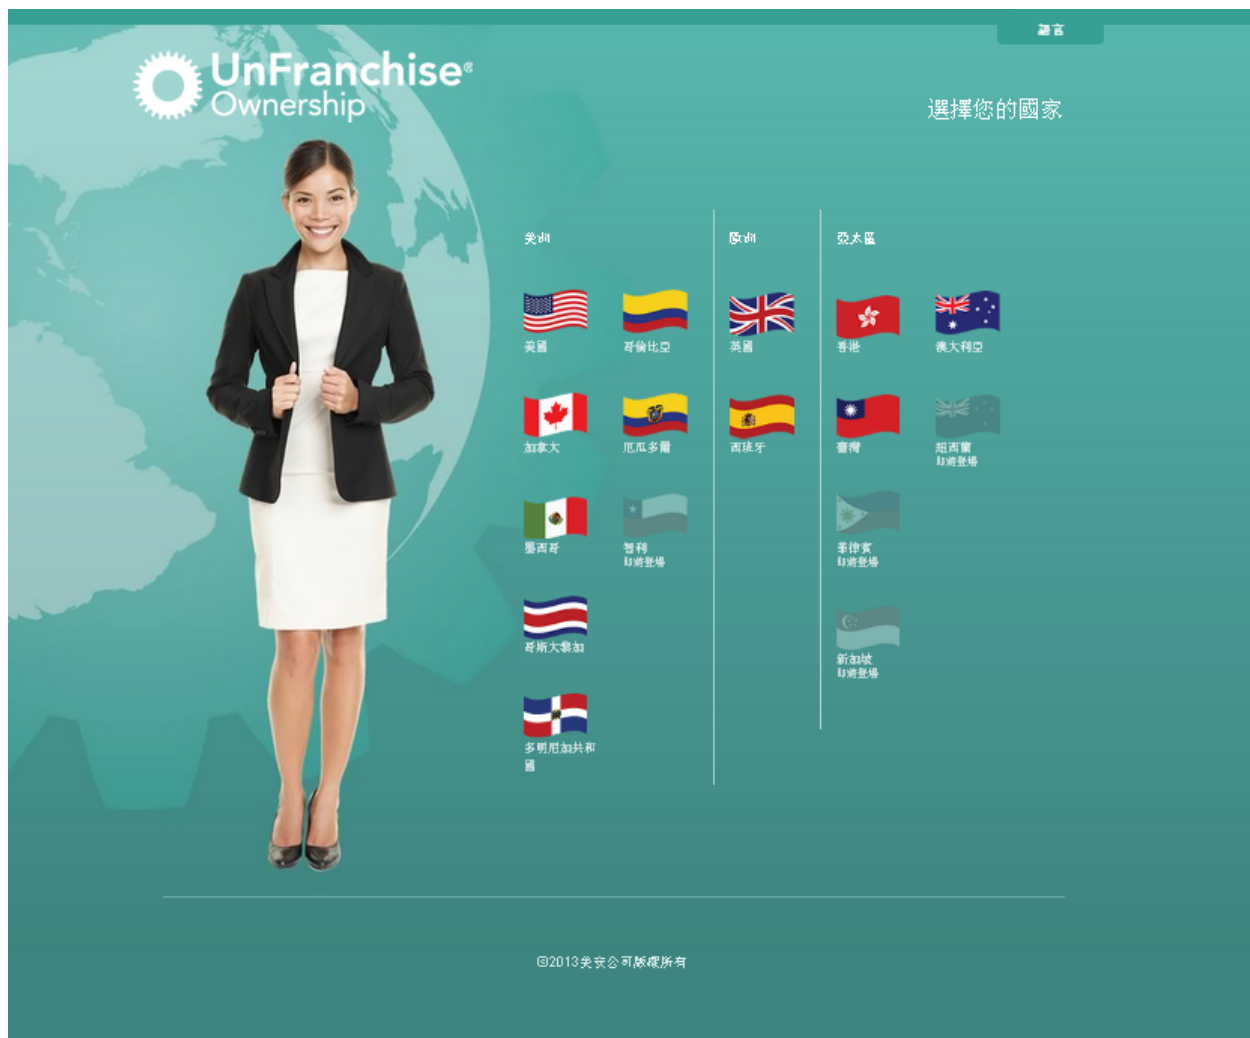 語言
UnFranchise®
Ownership
選擇您的國家
美洲
歐洲
亞太區
美國
哥倫比亞
英國
香港
澳大利亞
加拿大
厄瓜多爾
西班牙
臺灣
紐西蘭
即將登場
墨西哥
智利
即將登場
菲律賓
即將登場
哥斯大黎加
新加坡
即將登場
多明尼加共和
國
©2013美安公司版權所有